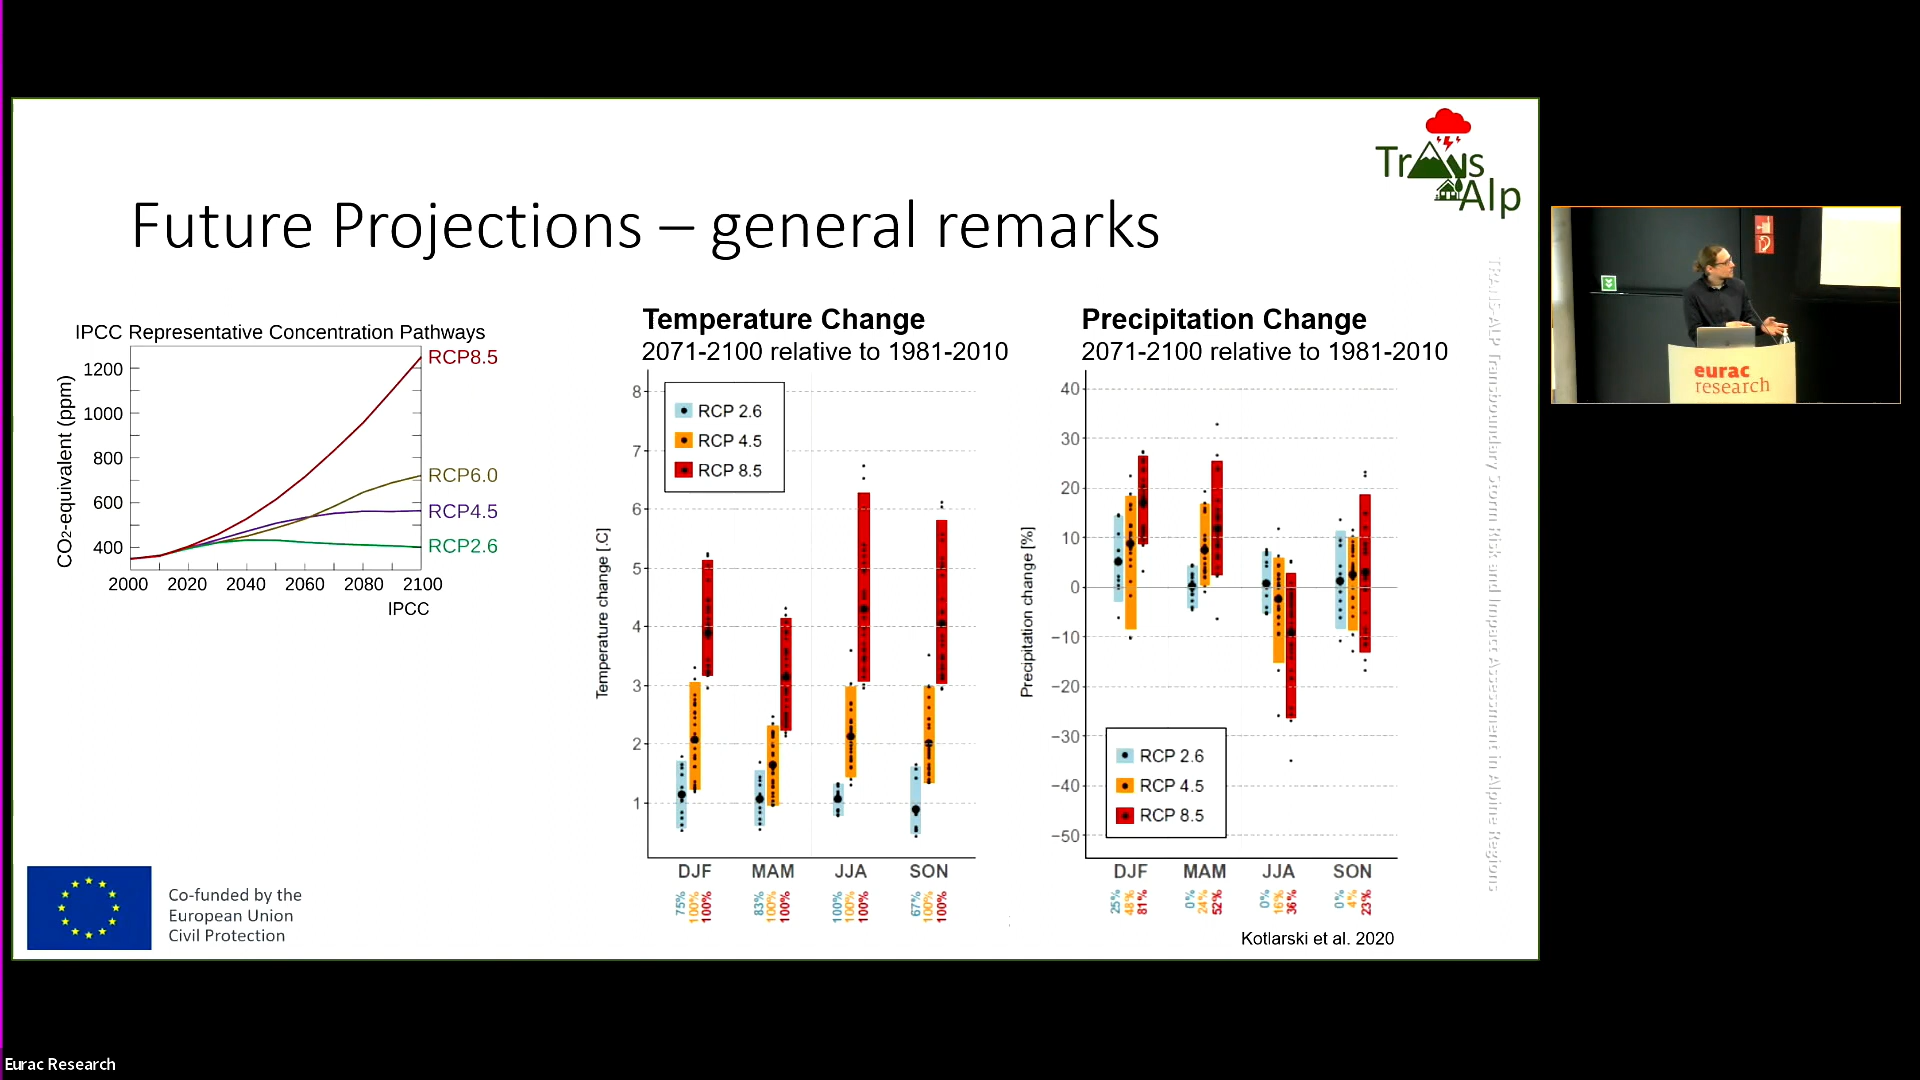 Trans
Alp
Future Projections – general remarks
IPCC Representative Concentration Pathways
CO2-equivalent (ppm)
1200
1000
800
600
400
2000 2020 2040 2060 2080 2100
RCP8.5
RCP6.0
RCP4.5
RCP2.6
IPCC
Temperature Change
2071-2100 relative to 1981-2010
Temperature change [.C]
8
7
6
5
4
3
2
1
RCP 2.6
RCP 4.5
RCP 8.5
DJF MAM JJA SON
75% 100% 100% 83% 100% 100% 100% 100% 100% 67% 100% 100%
Precipitation Change
2071-2100 relative to 1981-2010
Precipitation change [%]
40
30
20
10
0
−10
−20
−30
−40
−50
RCP 2.6
RCP 4.5
RCP 8.5
DJF MAM JJA SON
25% 48% 81% 0% 24% 52% 0% 16% 36% 0% 4% 23%
Kotlarski et al. 2020
TRANS-ALP Transboundary Storm Risk and Impact Assessment in Alpine Regions
Co-funded by the
European Union
Civil Protection
eurac
research
Eurac Research